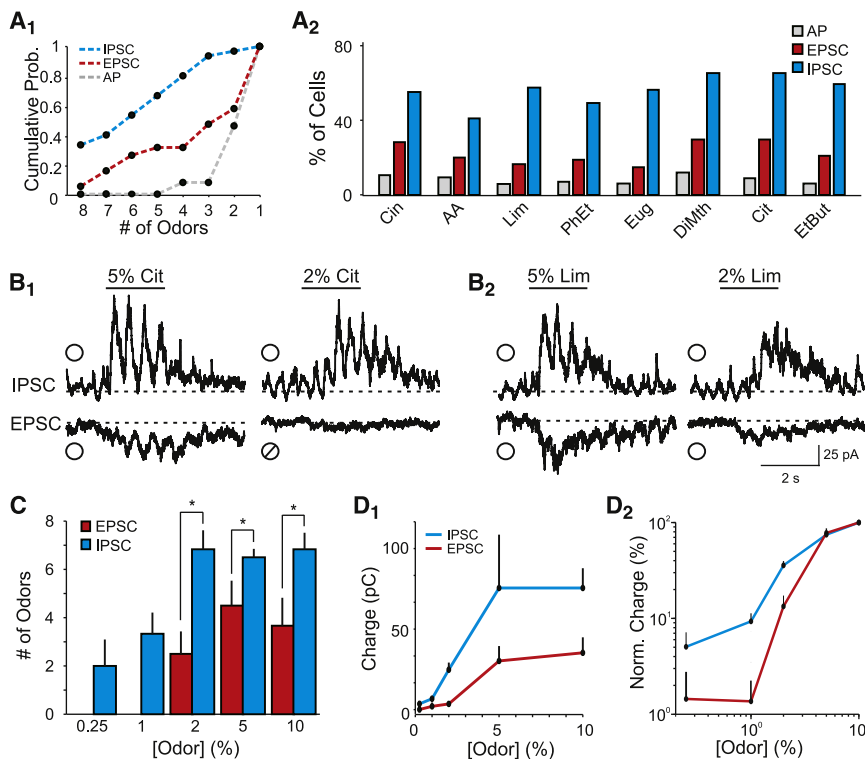 A1
Cumulative Prob.
1
0.8
0.6
0.4
0.2
0
IPSC
EPSC
AP
8 7 6 5 4 3 2 1
# of Odors
A2
% of Cells
80
40
0
AP
EPSC
IPSC
Cin AA Lim PhEt Eug DiMth Cit EtBut
B1
5% Cit
2% Cit
IPSC
EPSC
B2
5% Lim
2% Lim
25 pA
2 s
C
# of Odors
8
6
4
2
0
EPSC
IPSC
* * *
0.25 1 2 5 10
[Odor] (%)
D1
Charge (pC)
100
50
0
IPSC
EPSC
0 5 10
[Odor] (%)
D2
Norm. Charge (%)
10²
10¹
10⁰
10⁰ 10
[Odor] (%)